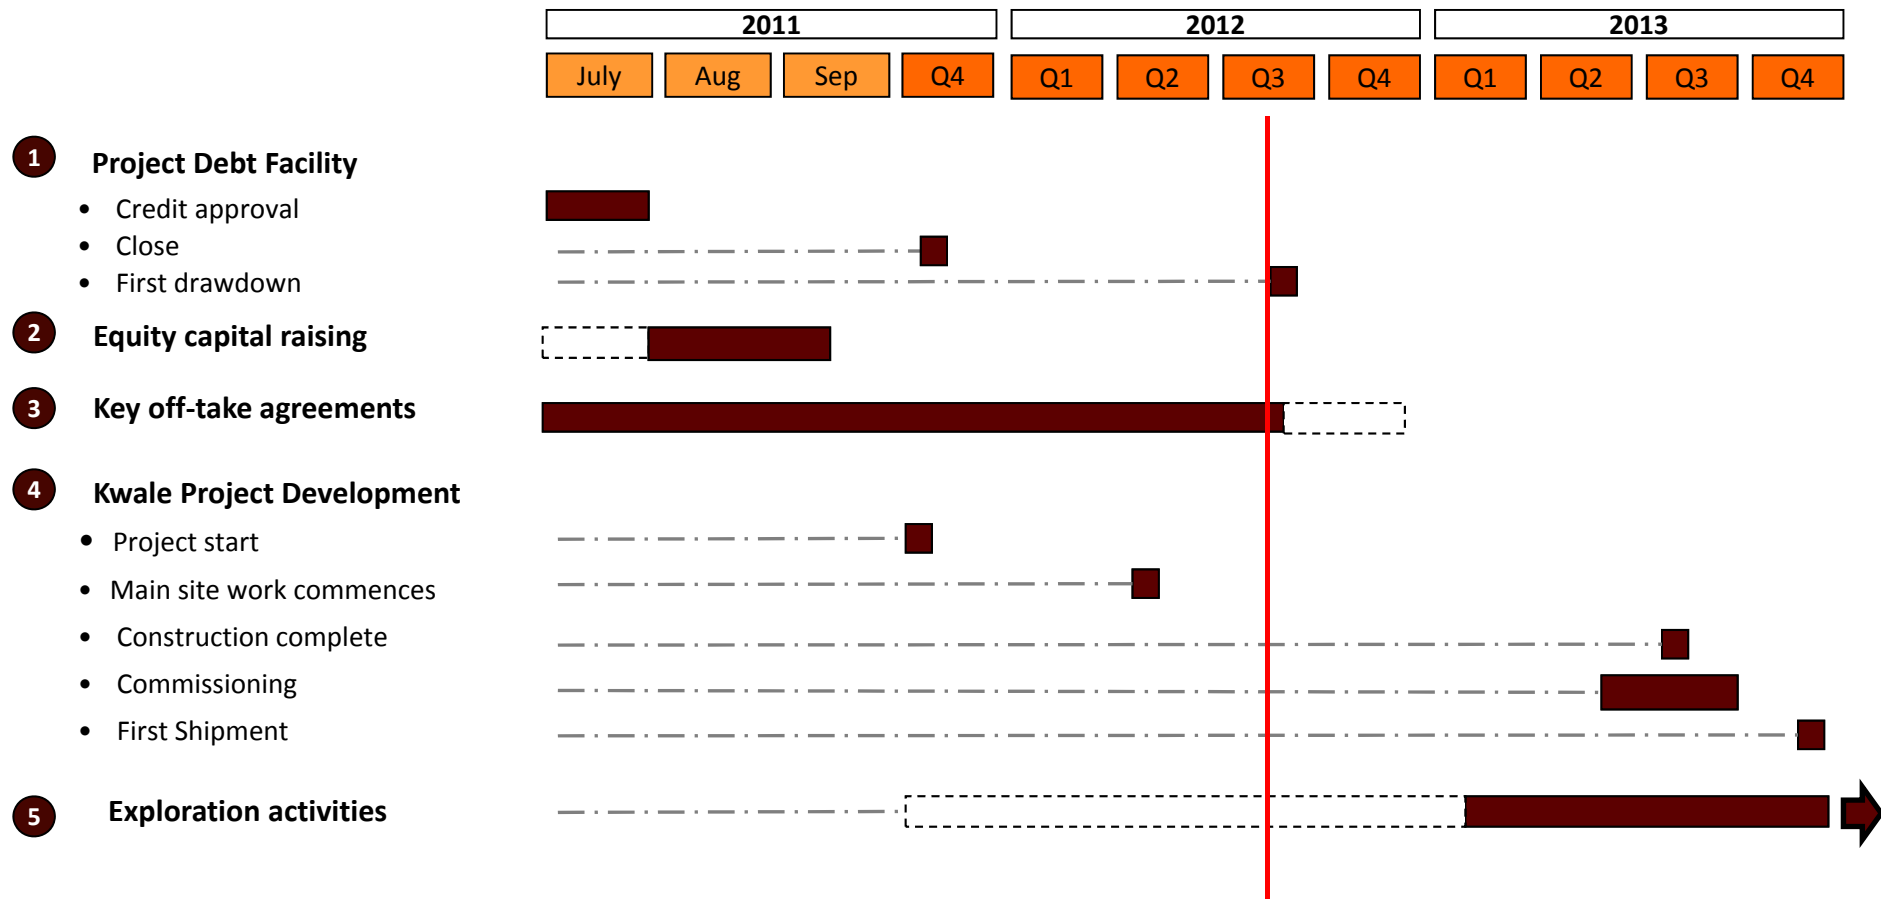 2011 2012 2013
July Aug Sep Q4 Q1 Q2 Q3 Q4 Q1 Q2 Q3 Q4
1 Project Debt Facility
• Credit approval
• Close
• First drawdown
2 Equity capital raising
3 Key off-take agreements
4 Kwale Project Development
• Project start
• Main site work commences
• Construction complete
• Commissioning
• First Shipment
5 Exploration activities